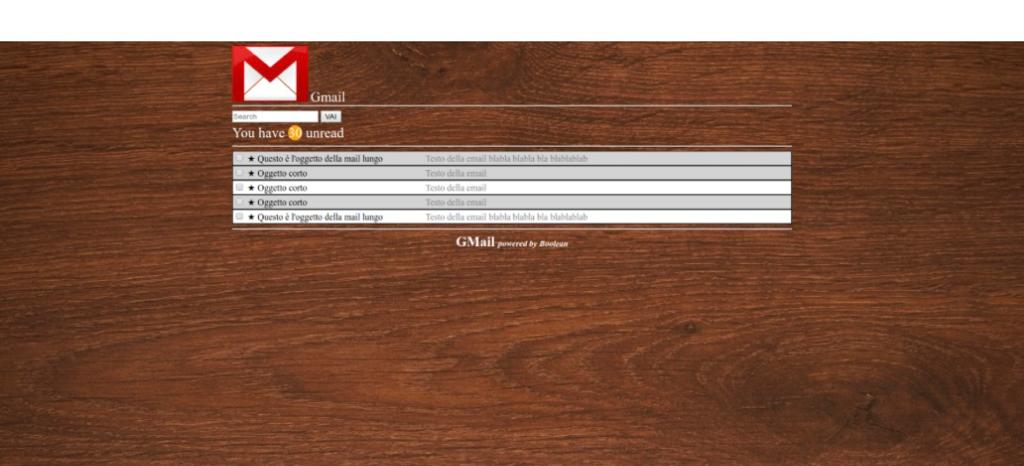 Gmail
Search VAI
You have 30 unread
★ Questo è l'oggetto della mail lungo Testo della email blabla blabla bla blablablab
★ Oggetto corto Testo della email
★ Oggetto corto Testo della email
★ Oggetto corto Testo della email
★ Questo è l'oggetto della mail lungo Testo della email blabla blabla bla blablablab
GMail powered by Boolean